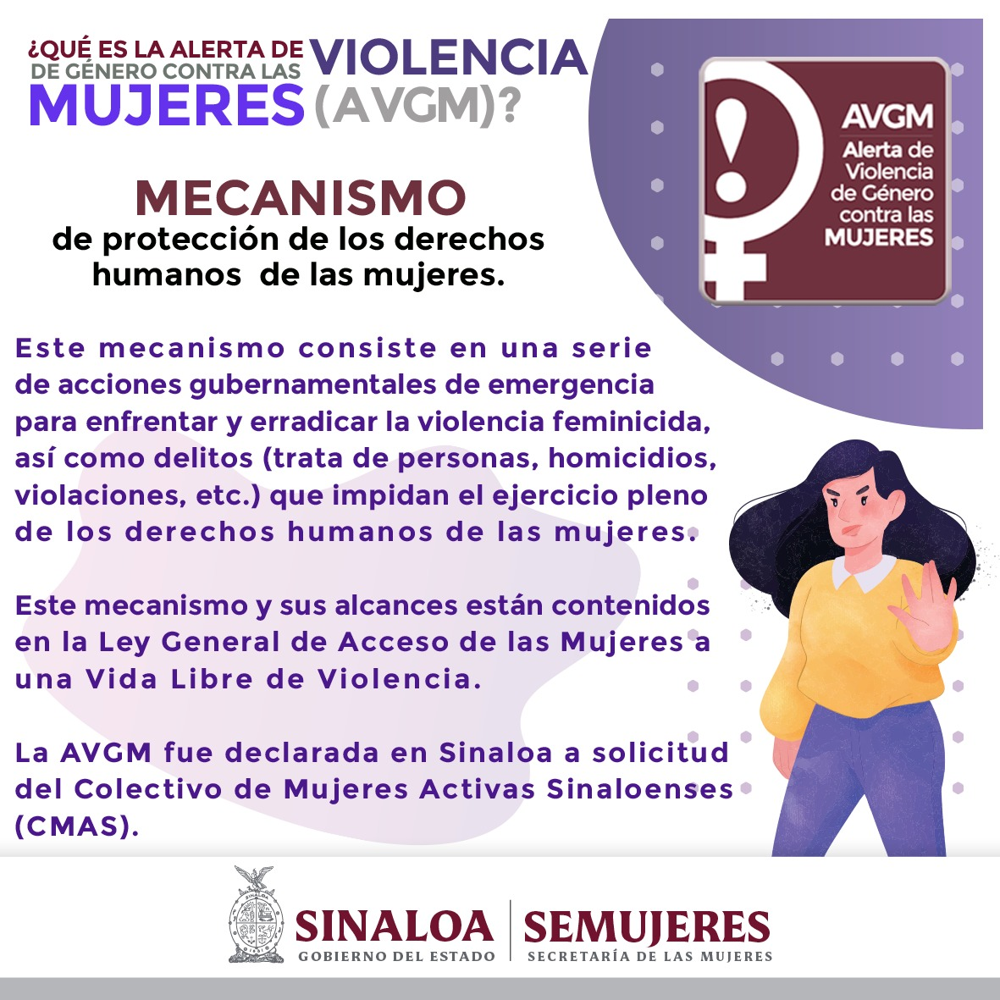 ¿QUÉ ES LA ALERTA DE VIOLENCIA
DE GÉNERO CONTRA LAS
MUJERES (AVGM)?
AVGM
Alerta de
Violencia
de Género
contra las
MUJERES
MECANISMO
de protección de los derechos
humanos de las mujeres.
Este mecanismo consiste en una serie
de acciones gubernamentales de emergencia
para enfrentar y erradicar la violencia feminicida,
así como delitos (trata de personas, homicidios,
violaciones, etc.) que impidan el ejercicio pleno
de los derechos humanos de las mujeres.
Este mecanismo y sus alcances están contenidos
en la Ley General de Acceso de las Mujeres a
una Vida Libre de Violencia.
La AVGM fue declarada en Sinaloa a solicitud
del Colectivo de Mujeres Activas Sinaloenses
(CMAS).
SINALOA
SINALOA
GOBIERNO DEL ESTADO
SEMUJERES
SECRETARÍA DE LAS MUJERES